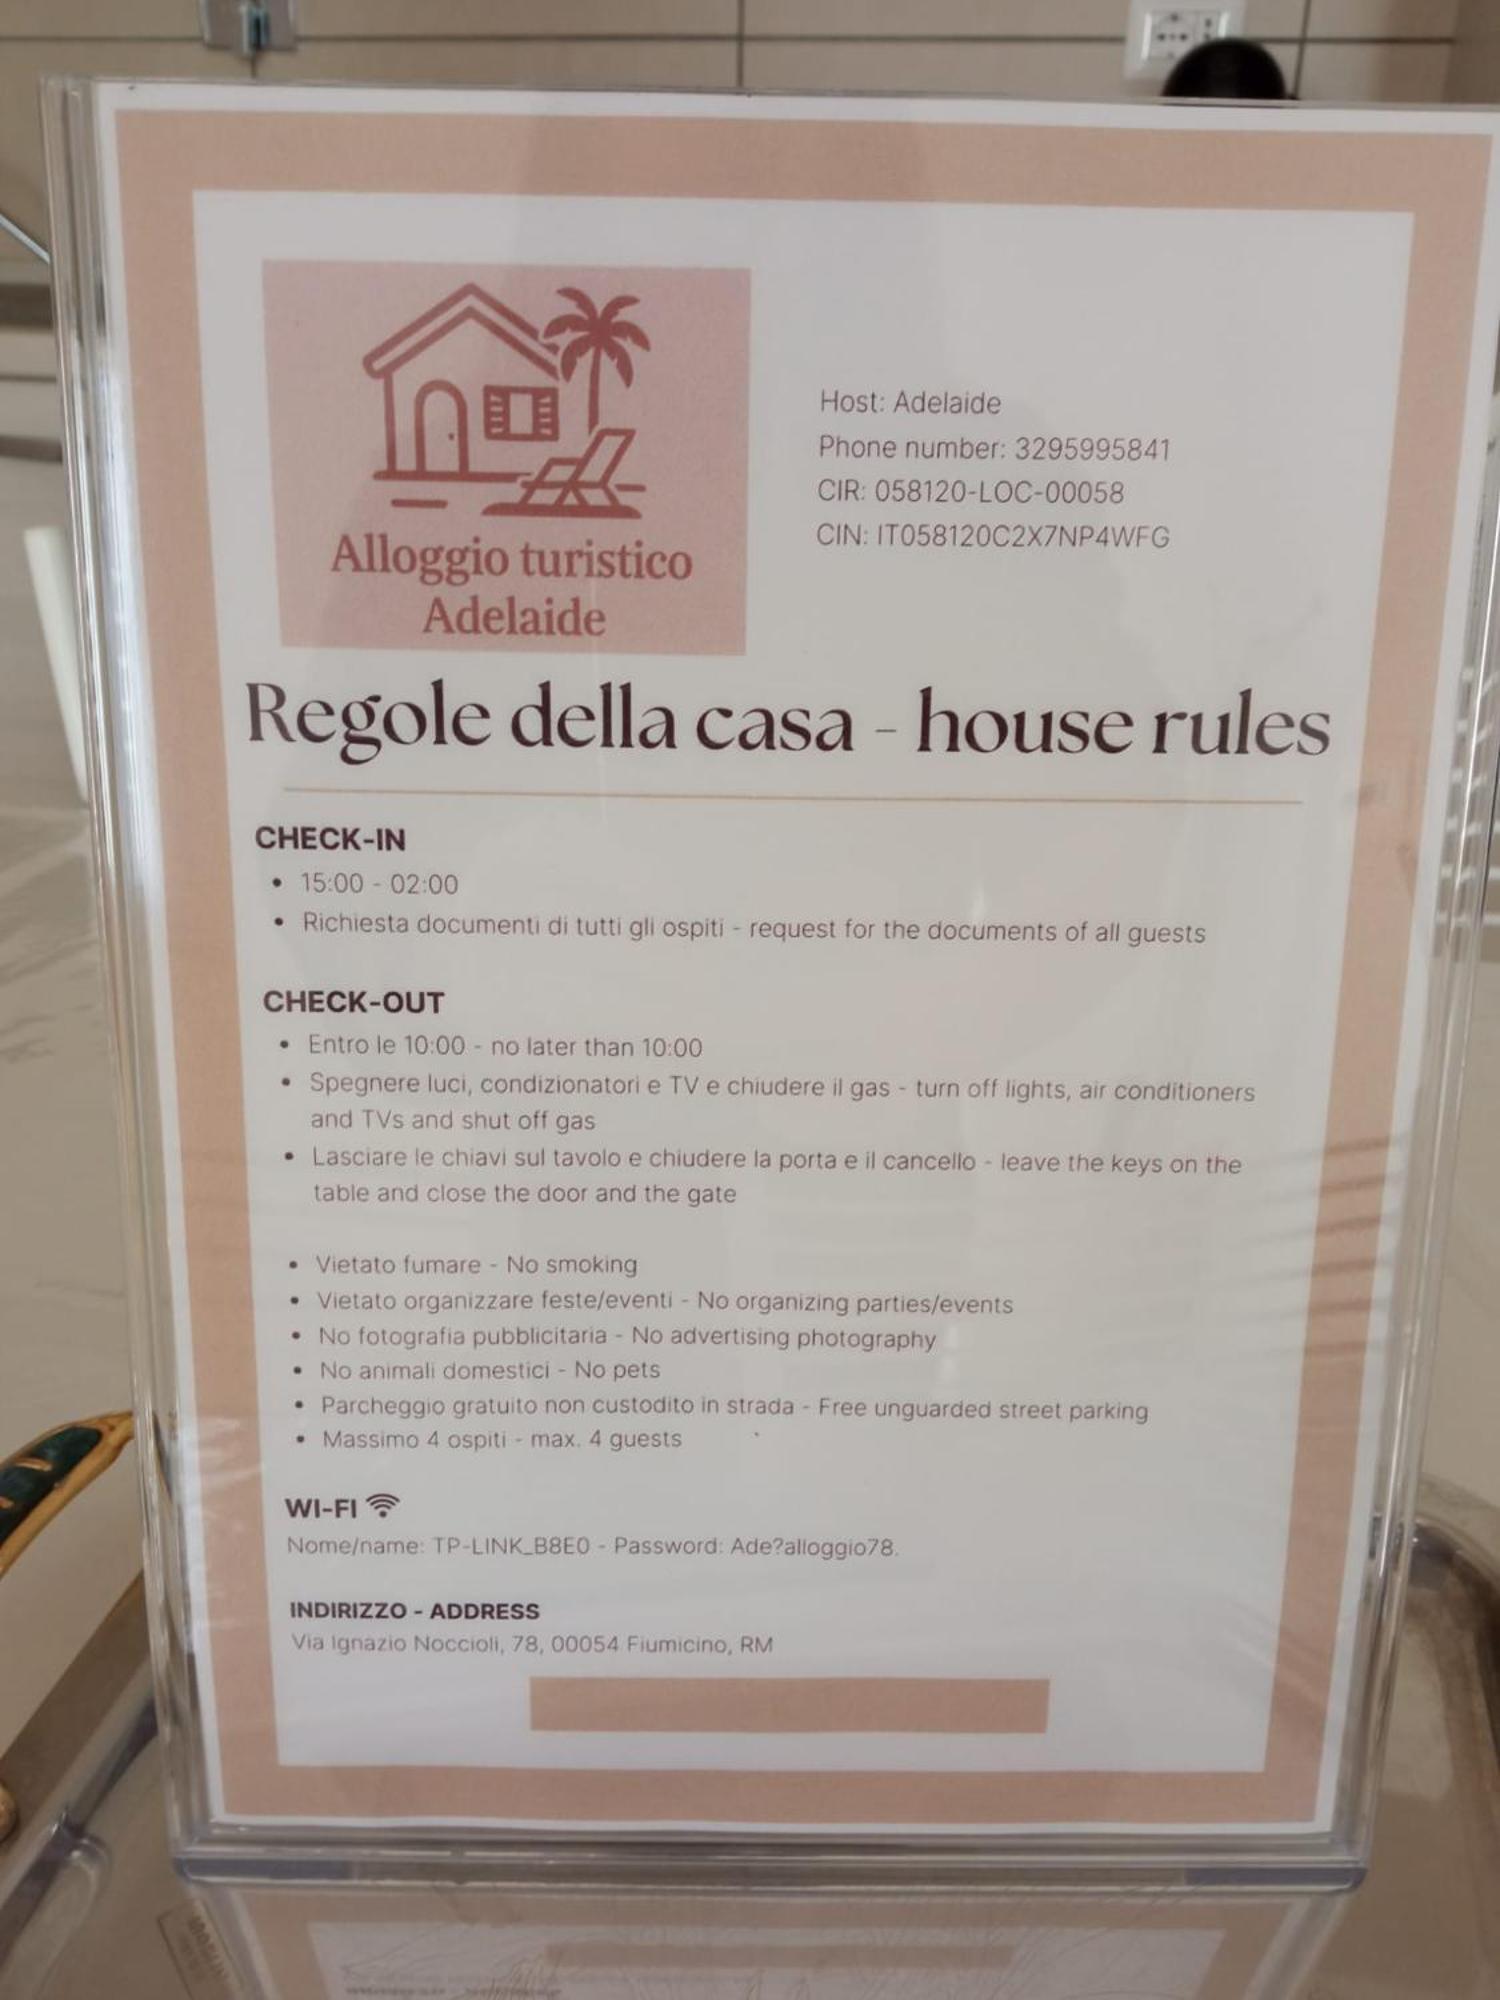 Alloggio turistico
Adelaide
Host: Adelaide
Phone number: 3295995841
CIR: 058120-LOC-00058
CIN: IT058120C2X7NP4WFG
Regole della casa - house rules
CHECK-IN
• 15:00 - 02:00
• Richiesta documenti di tutti gli ospiti - request for the documents of all guests
CHECK-OUT
• Entro le 10:00 - no later than 10:00
• Spegnere luci, condizionatori e TV e chiudere il gas - turn off lights, air conditioners
and TVs and shut off gas
• Lasciare le chiavi sul tavolo e chiudere la porta e il cancello - leave the keys on the
table and close the door and the gate
• Vietato fumare - No smoking
• Vietato organizzare feste/eventi - No organizing parties/events
• No fotografia pubblicitaria - No advertising photography
• No animali domestici - No pets
• Parcheggio gratuito non custodito in strada - Free unguarded street parking
• Massimo 4 ospiti - max. 4 guests
WI-FI
Nome/name: TP-LINK_B8E0 - Password: Ade?alloggio78.
INDIRIZZO - ADDRESS
Via Ignazio Noccioli, 78, 00054 Fiumicino, RM